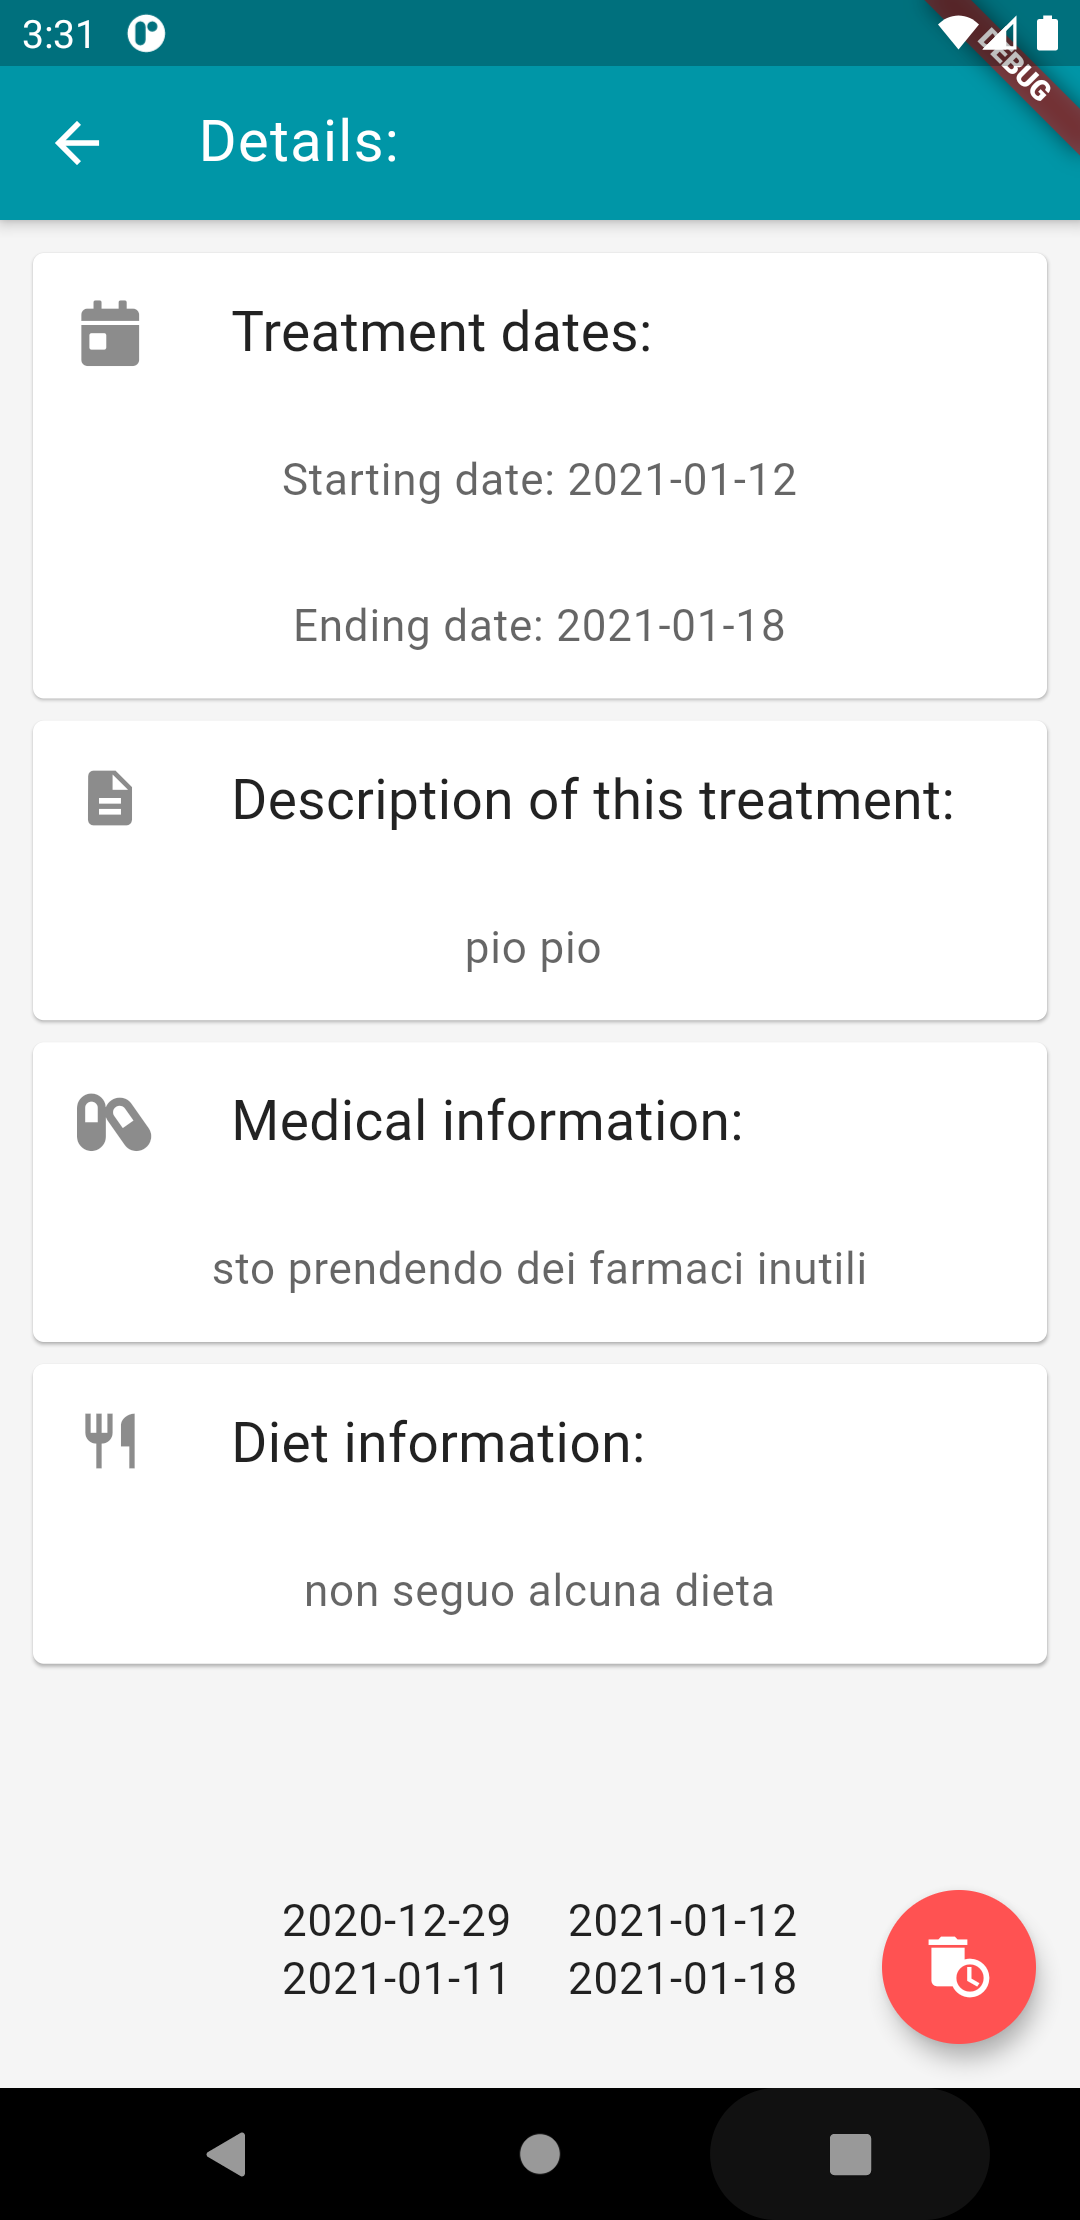 3:31
DEBUG
Details:
Treatment dates:
Starting date: 2021-01-12
Ending date: 2021-01-18
Description of this treatment:
pio pio
Medical information:
sto prendendo dei farmaci inutili
Diet information:
non seguo alcuna dieta
2020-12-29 2021-01-12
2021-01-11 2021-01-18